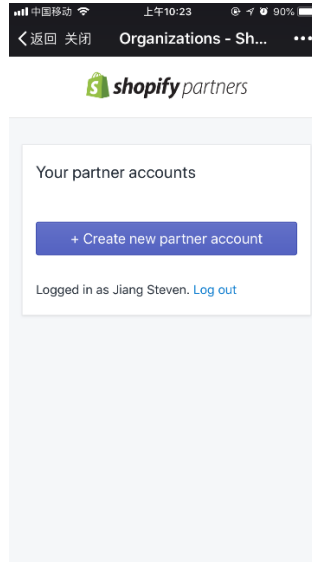 中国移动 上午10:23 90%
返回 关闭 Organizations - Sh...
shopify partners
Your partner accounts
+ Create new partner account
Logged in as Jiang Steven. Log out